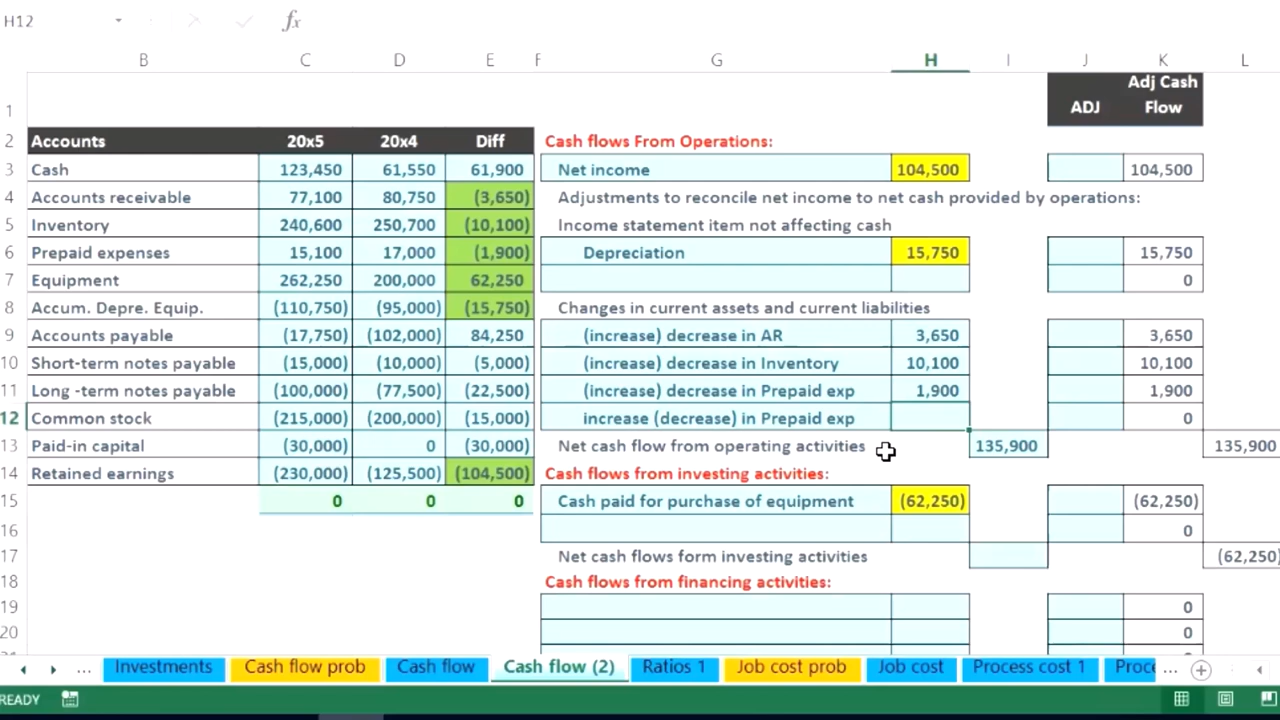 H12 fx
B C D E F G H I J K L
Adj Cash
1 ADJ Flow
2 Accounts 20x5 20x4 Diff Cash flows From Operations:
3 Cash 123,450 61,550 61,900 Net income 104,500 104,500
4 Accounts receivable 77,100 80,750 (3,650) Adjustments to reconcile net income to net cash provided by operations:
5 Inventory 240,600 250,700 (10,100) Income statement item not affecting cash
6 Prepaid expenses 15,100 17,000 (1,900) Depreciation 15,750 15,750
7 Equipment 262,250 200,000 62,250 0
8 Accum. Depre. Equip. (110,750) (95,000) (15,750) Changes in current assets and current liabilities
9 Accounts payable (17,750) (102,000) 84,250 (increase) decrease in AR 3,650 3,650
10 Short-term notes payable (15,000) (10,000) (5,000) (increase) decrease in Inventory 10,100 10,100
11 Long -term notes payable (100,000) (77,500) (22,500) (increase) decrease in Prepaid exp 1,900 1,900
12 Common stock (215,000) (200,000) (15,000) increase (decrease) in Prepaid exp 0
13 Paid-in capital (30,000) 0 (30,000) Net cash flow from operating activities 135,900 135,900
14 Retained earnings (230,000) (125,500) (104,500) Cash flows from investing activities:
15 0 0 0 Cash paid for purchase of equipment (62,250) (62,250)
16 0
17 Net cash flows form investing activities (62,250)
18 Cash flows from financing activities:
19 0
20 0
... Investments Cash flow prob Cash flow Cash flow (2) Ratios 1 Job cost prob Job cost Process cost 1 Proce ...
READY